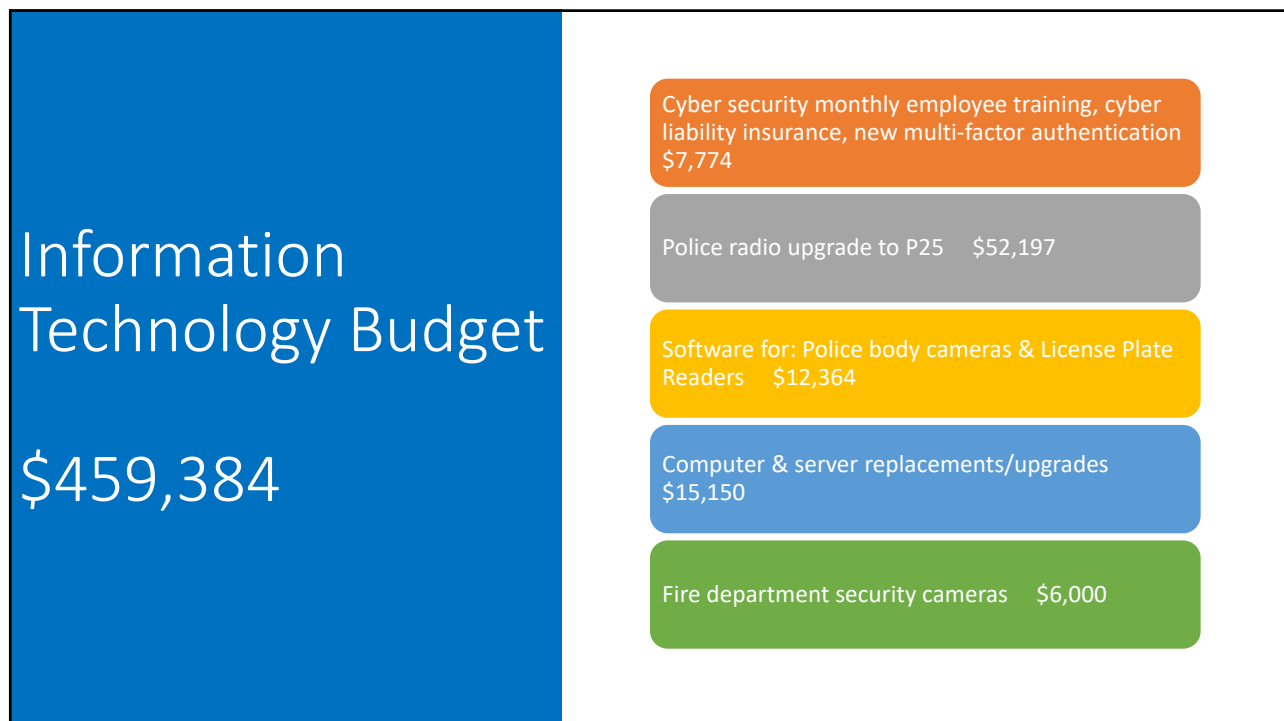 Information
Technology Budget
$459,384
Cyber security monthly employee training, cyber
liability insurance, new multi-factor authentication
$7,774
Police radio upgrade to P25 $52,197
Software for: Police body cameras & License Plate
Readers $12,364
Computer & server replacements/upgrades
$15,150
Fire department security cameras $6,000